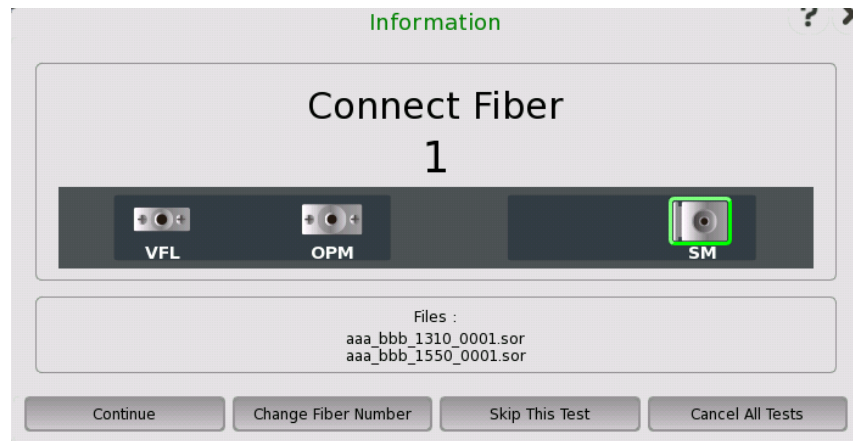 Information
?
Connect Fiber
1
VFL
OPM
SM
Files :
aaa_bbb_1310_0001.sor
aaa_bbb_1550_0001.sor
Continue
Change Fiber Number
Skip This Test
Cancel All Tests